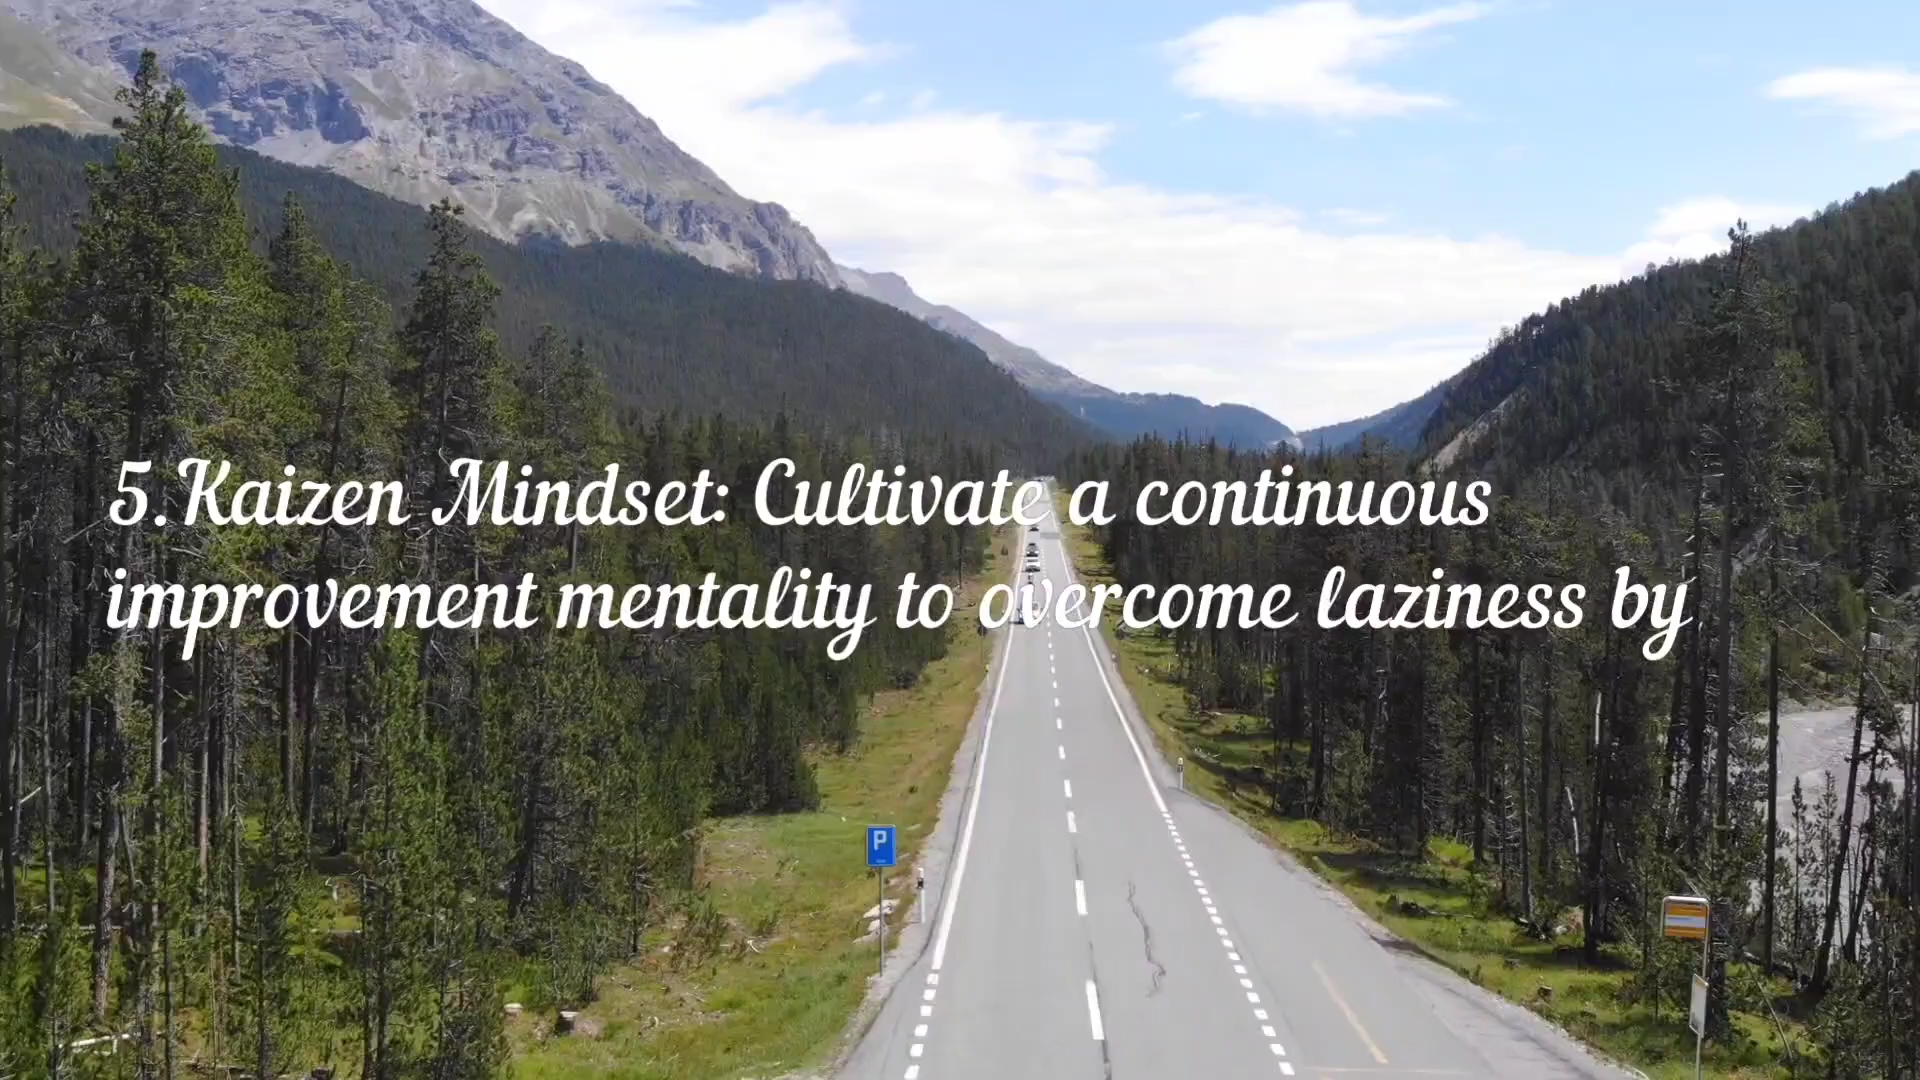 5.Kaizen Mindset: Cultivate a continuous
improvement mentality to overcome laziness by
P